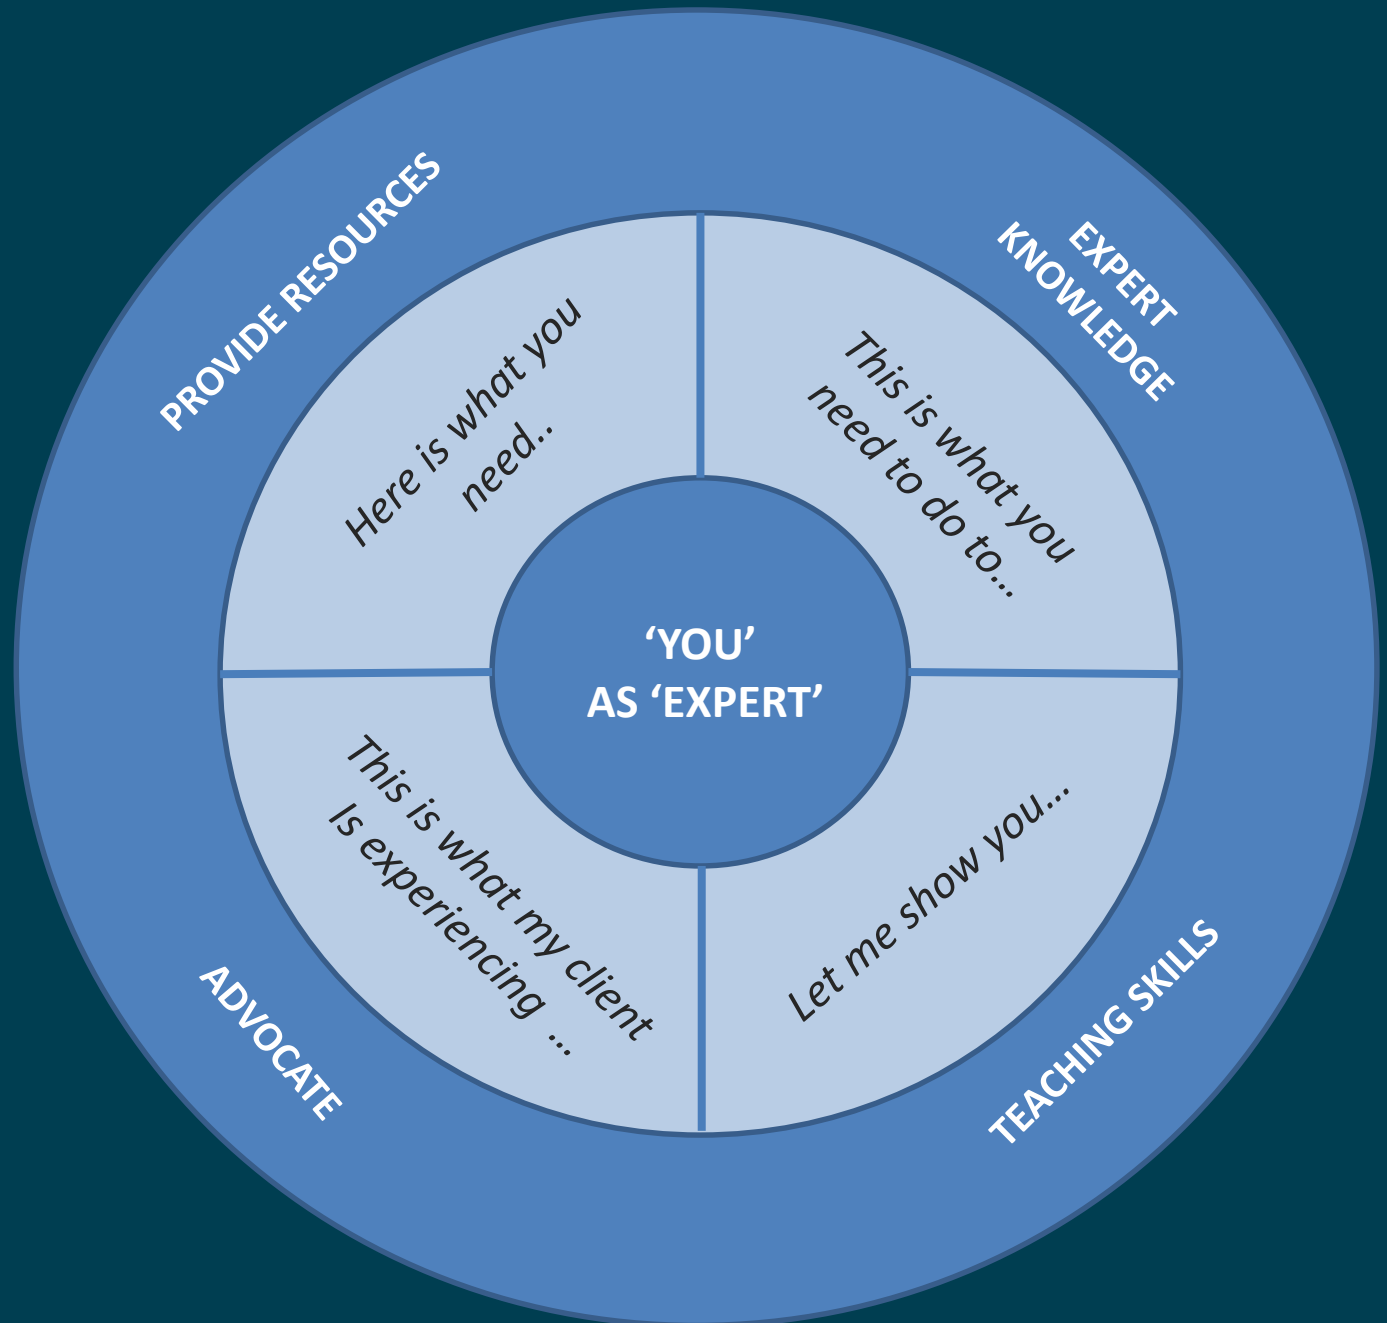 PROVIDE RESOURCES
EXPERT
KNOWLEDGE
Here is what you
need..
This is what you
need to do to...
‘YOU’
AS ‘EXPERT’
This is what my client
Is experiencing ...
Let me show you...
ADVOCATE
TEACHING SKILLS